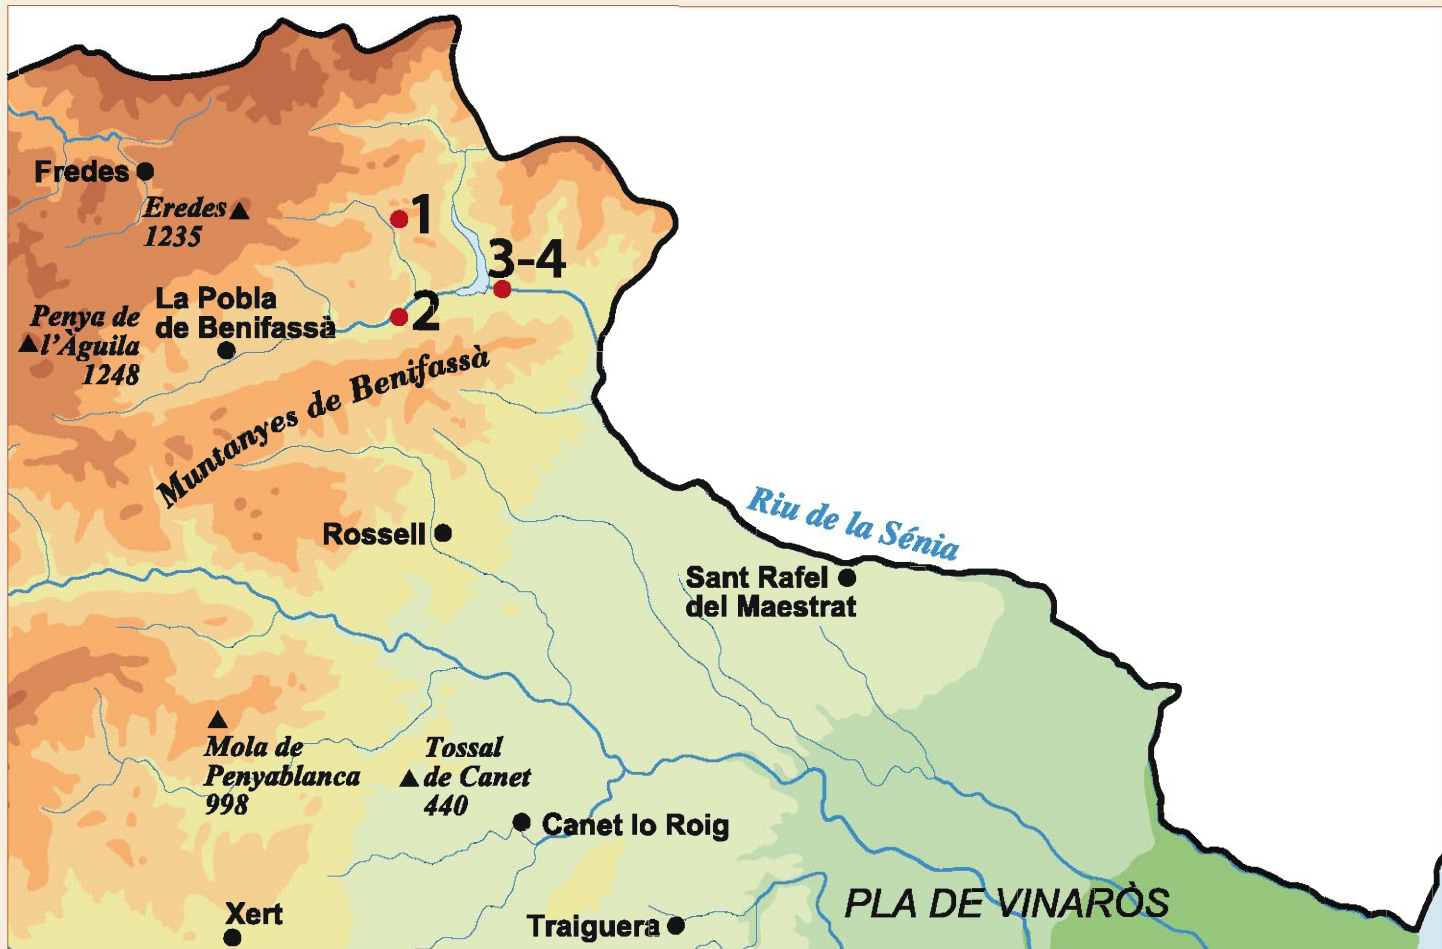 Fredes
Eredes
1235
1
3-4
La Pobla
de Benifassà
2
Penya de
l'Àguila
1248
Muntanyes de Benifassà
Rossell
Riu de la Sénia
Sant Rafel
del Maestrat
Mola de
Penyablanca
998
Tossal
de Canet
440
Canet lo Roig
PLA DE VINARÒS
Xert
Traiguera